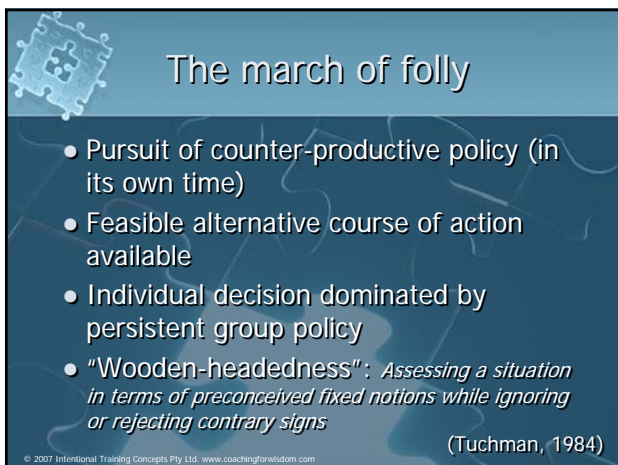 The march of folly
● Pursuit of counter-productive policy (in
its own time)
● Feasible alternative course of action
available
● Individual decision dominated by
persistent group policy
● “Wooden-headedness”: Assessing a situation
in terms of preconceived fixed notions while ignoring
or rejecting contrary signs
(Tuchman, 1984)
© 2007 Intentional Training Concepts Pty Ltd. www.coachingforwisdom.com